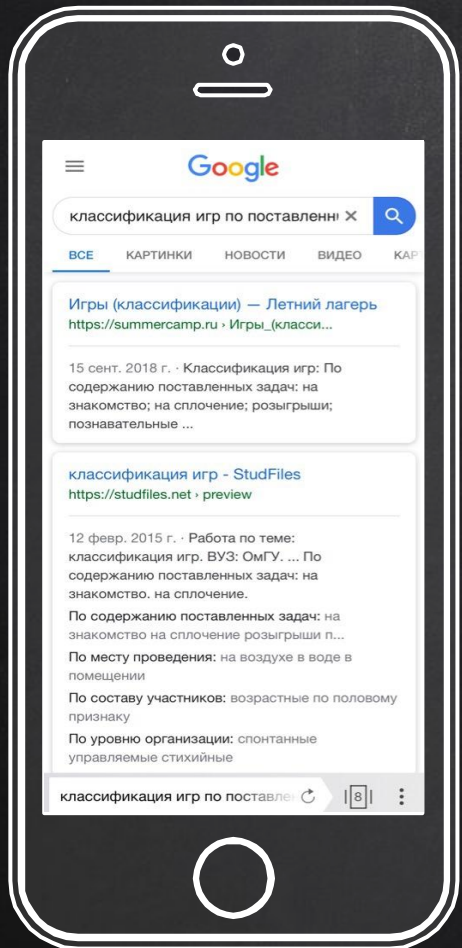 Google
классификация игр по поставленн
ВСЕ КАРТИНКИ НОВОСТИ ВИДЕО КАР
Игры (классификации) — Летний лагерь
https://summercamp.ru › Игры_(класси...
15 сент. 2018 г. · Классификация игр: По
содержанию поставленных задач: на
знакомство; на сплочение; розыгрыши;
познавательные ...
классификация игр - StudFiles
https://studfiles.net › preview
12 февр. 2015 г. · Работа по теме:
классификация игр. ВУЗ: ОмГУ. ... По
содержанию поставленных задач: на
знакомство. на сплочение.
По содержанию поставленных задач: на
знакомство на сплочение розыгрыши п...
По месту проведения: на воздухе в воде в
помещении
По составу участников: возрастные по половому
признаку
По уровню организации: спонтанные
управляемые стихийные
классификация игр по поставле 8